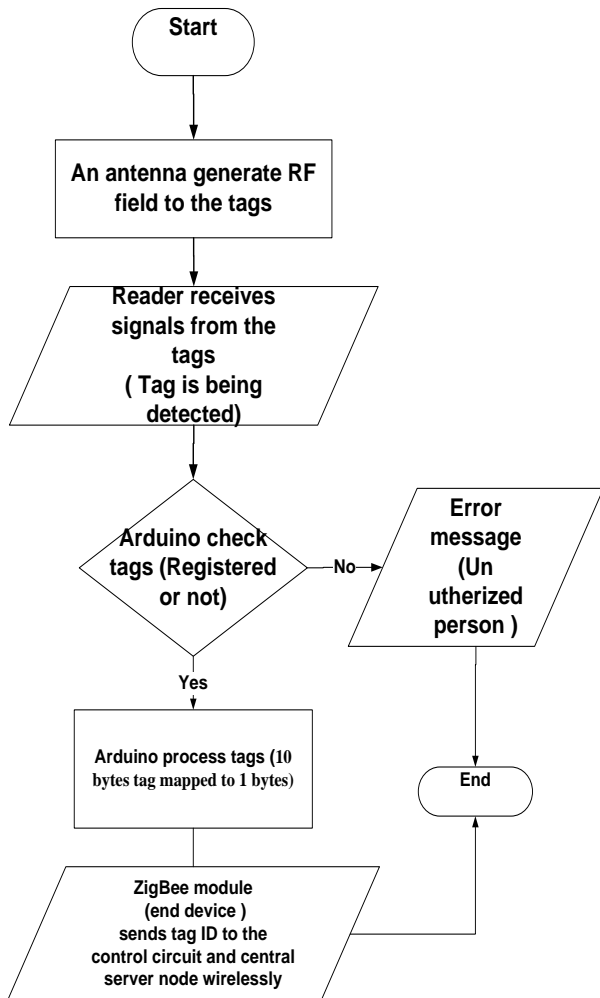 Start
An antenna generate RF
field to the tags
Reader receives
signals from the
tags
( Tag is being
detected)
Arduino check
tags (Registered
or not)
No
Error
message
(Un
utherized
person )
Yes
Arduino process tags (10
bytes tag mapped to 1 bytes)
End
ZigBee module
(end device )
sends tag ID to the
control circuit and central
server node wirelessly